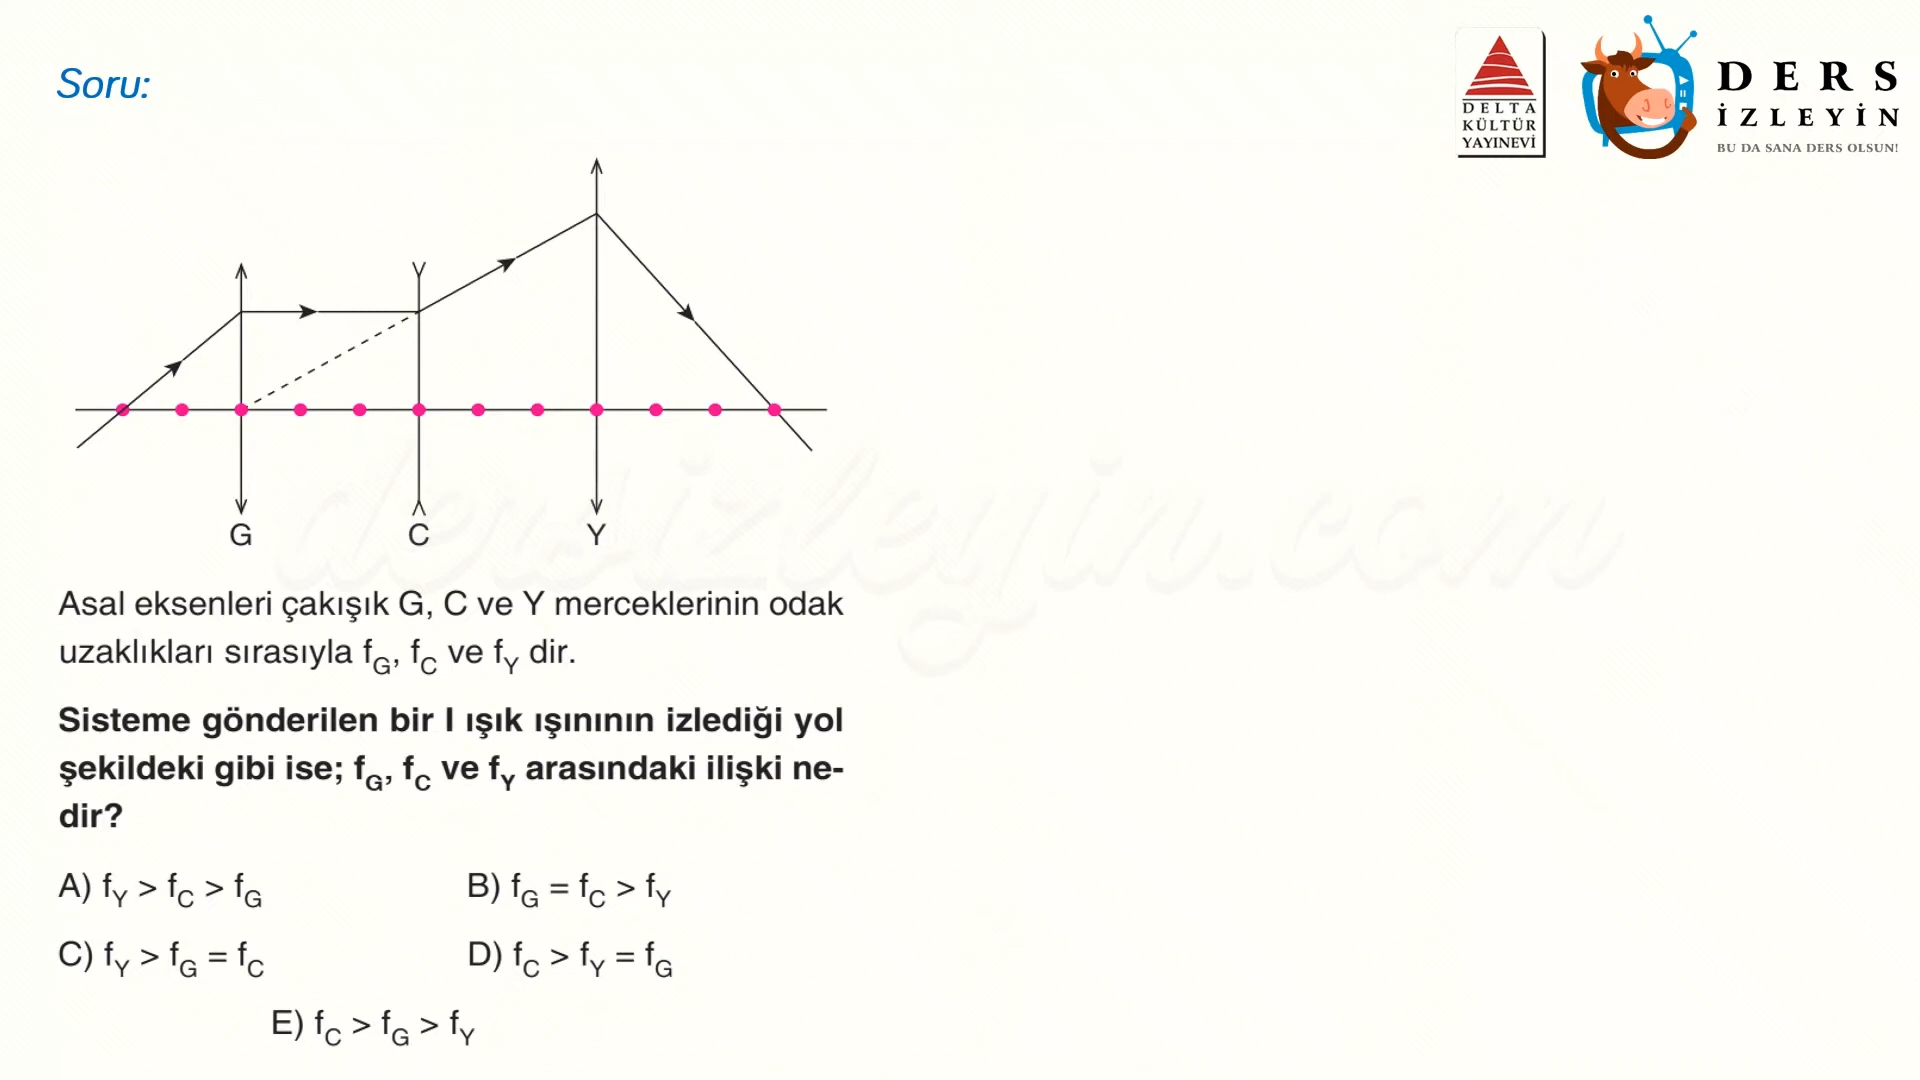 Soru:
DELTA
KÜLTÜR
YAYINEVİ
DERS
İZLEYİN
BU DA SANA DERS OLSUN!
G
C
Y
dersizleyin.com
Asal eksenleri çakışık G, C ve Y merceklerinin odak
uzaklıkları sırasıyla fG, fC ve fY dir.
Sisteme gönderilen bir I ışık ışınının izlediği yol
şekildeki gibi ise; fG, fC ve fY arasındaki ilişki ne-
dir?
A) fY > fC > fG
B) fG = fC > fY
C) fY > fG = fC
D) fC > fY = fG
E) fC > fG > fY